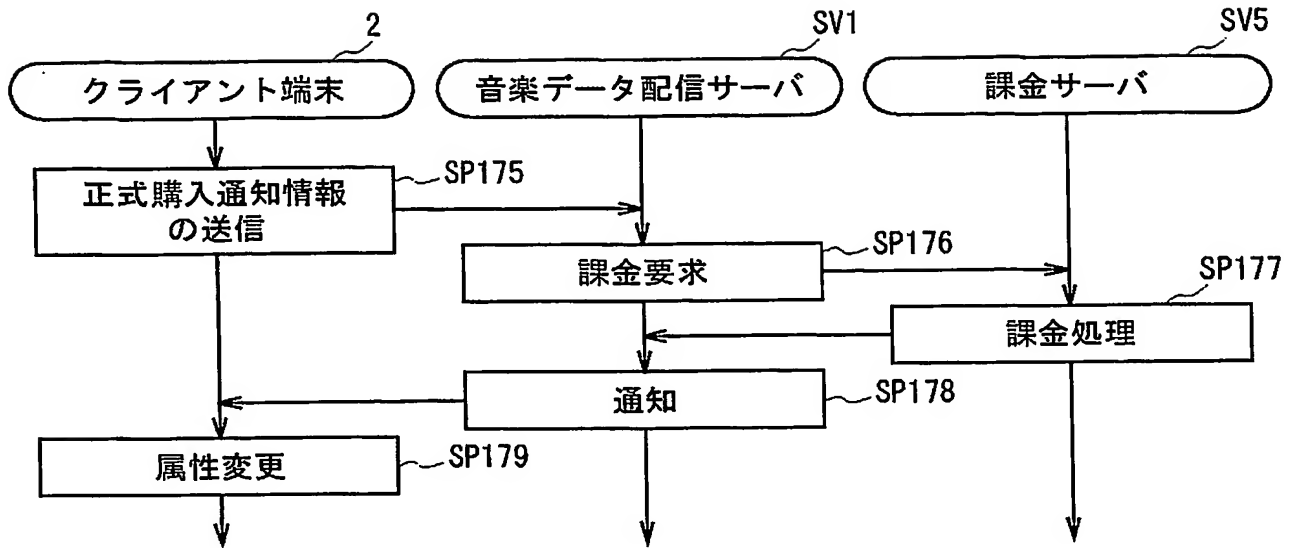 2
SV1
SV5
クライアント端末
音楽データ配信サーバ
課金サーバ
正式購入通知情報
の送信
SP175
課金要求
SP176
課金処理
SP177
通知
SP178
属性変更
SP179